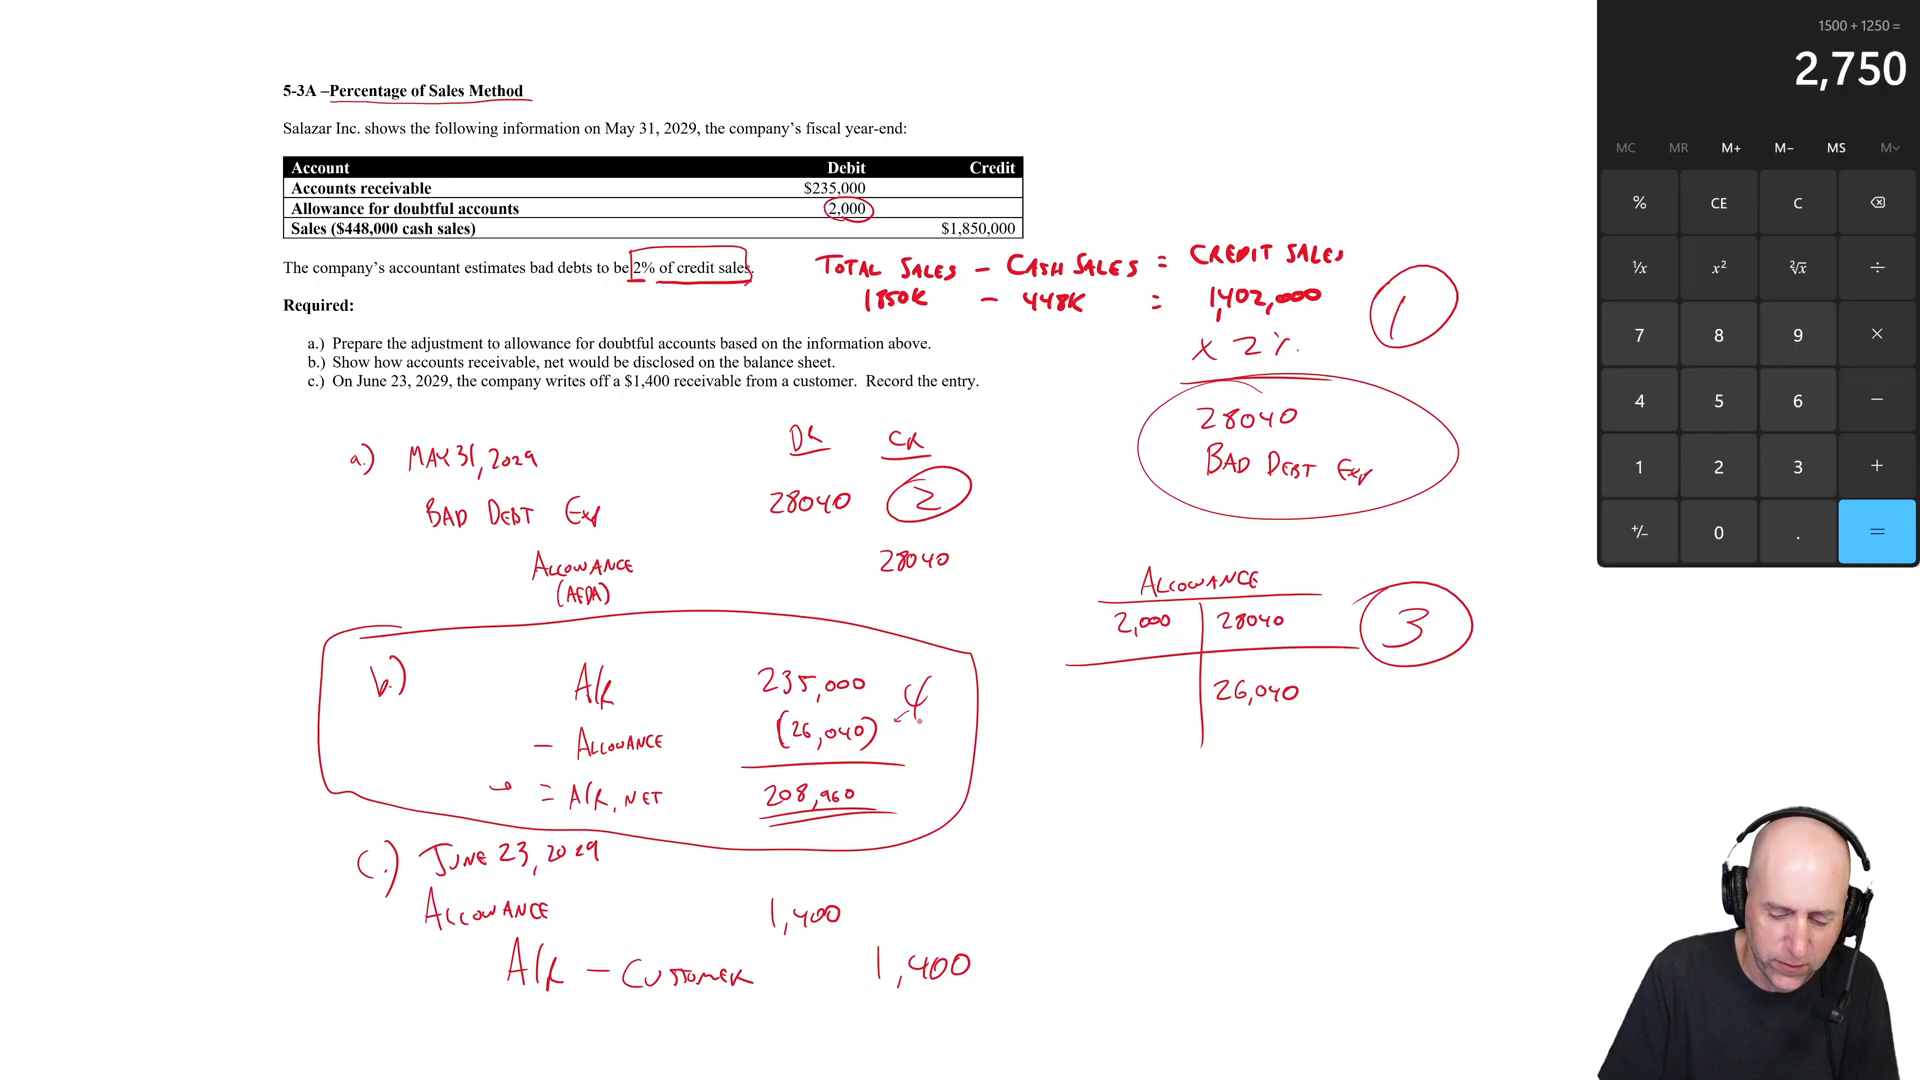 5-3A –Percentage of Sales Method
Salazar Inc. shows the following information on May 31, 2029, the company's fiscal year-end:
Account Debit Credit
Accounts receivable $235,000
Allowance for doubtful accounts 2,000
Sales ($448,000 cash sales) $1,850,000
The company's accountant estimates bad debts to be 2% of credit sales.
Required:
a.) Prepare the adjustment to allowance for doubtful accounts based on the information above.
b.) Show how accounts receivable, net would be disclosed on the balance sheet.
c.) On June 23, 2029, the company writes off a $1,400 receivable from a customer. Record the entry.
TOTAL SALES – CASH SALES = CREDIT SALES
1850K – 448K = 1,402,000
x 2%.
28040
BAD DEBT EXP
1
DR CR
a.) MAY 31, 2029
BAD DEBT EXP 28040 2
ALLOWANCE 28040
(AFDA)
ALLOWANCE
2,000 28040 3
26,040
b.) A/R 235,000 4
– ALLOWANCE (26,040)
= A/R, NET 208,960
C.) JUNE 23, 2029
ALLOWANCE 1,400
A/R – CUSTOMER 1,400
1500 + 1250 =
2,750
MC MR M+ M− MS M˅
% CE C ⌫
¹/x x² ²√x ÷
7 8 9 ×
4 5 6 −
1 2 3 +
+/− 0 . =